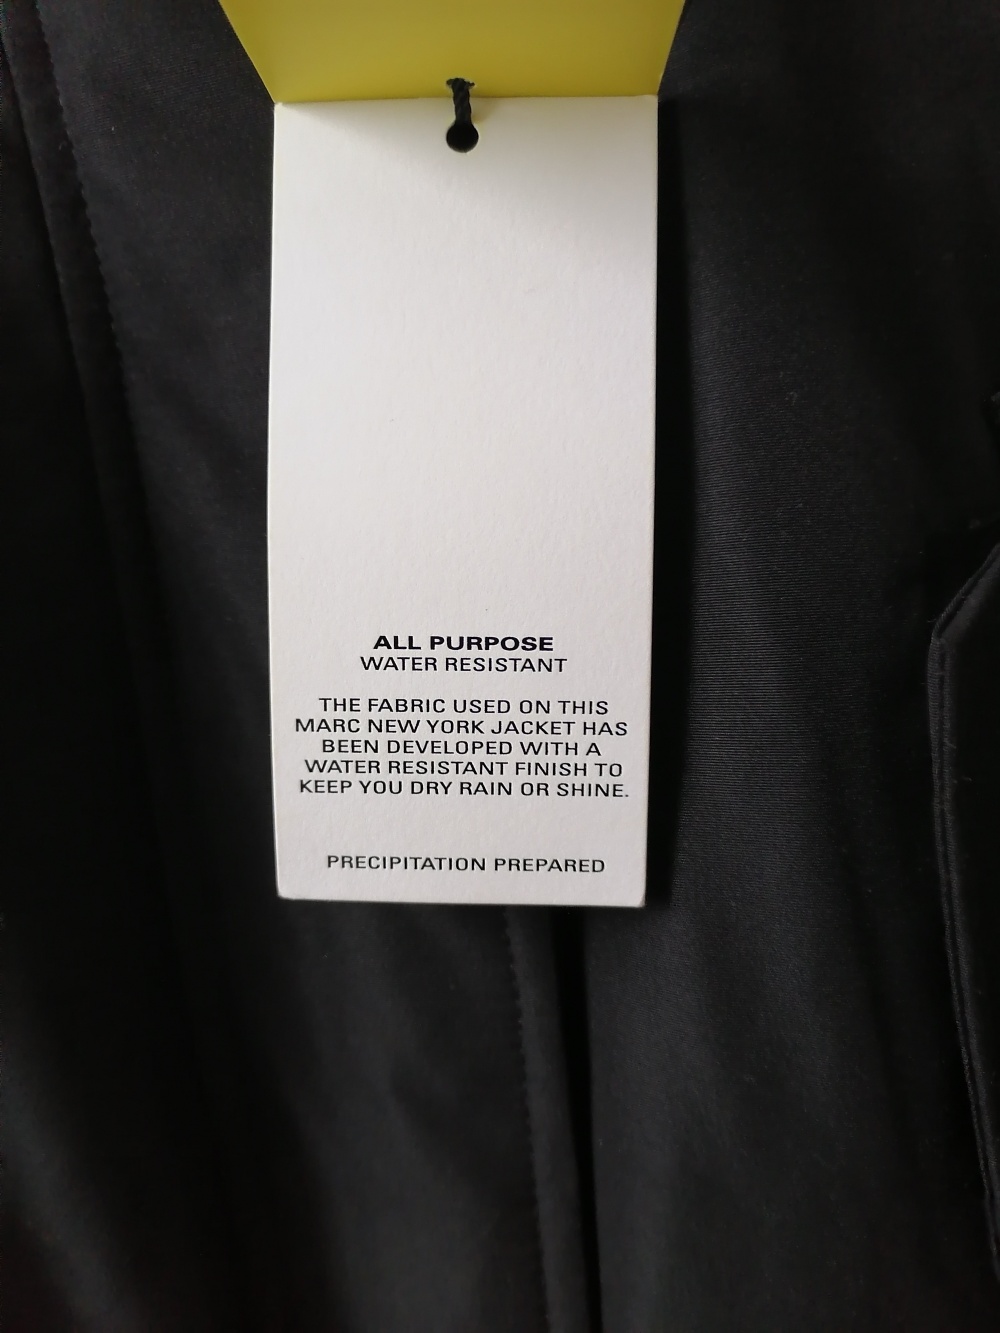 ALL PURPOSE
WATER RESISTANT
THE FABRIC USED ON THIS
MARC NEW YORK JACKET HAS
BEEN DEVELOPED WITH A
WATER RESISTANT FINISH TO
KEEP YOU DRY RAIN OR SHINE.
PRECIPITATION PREPARED